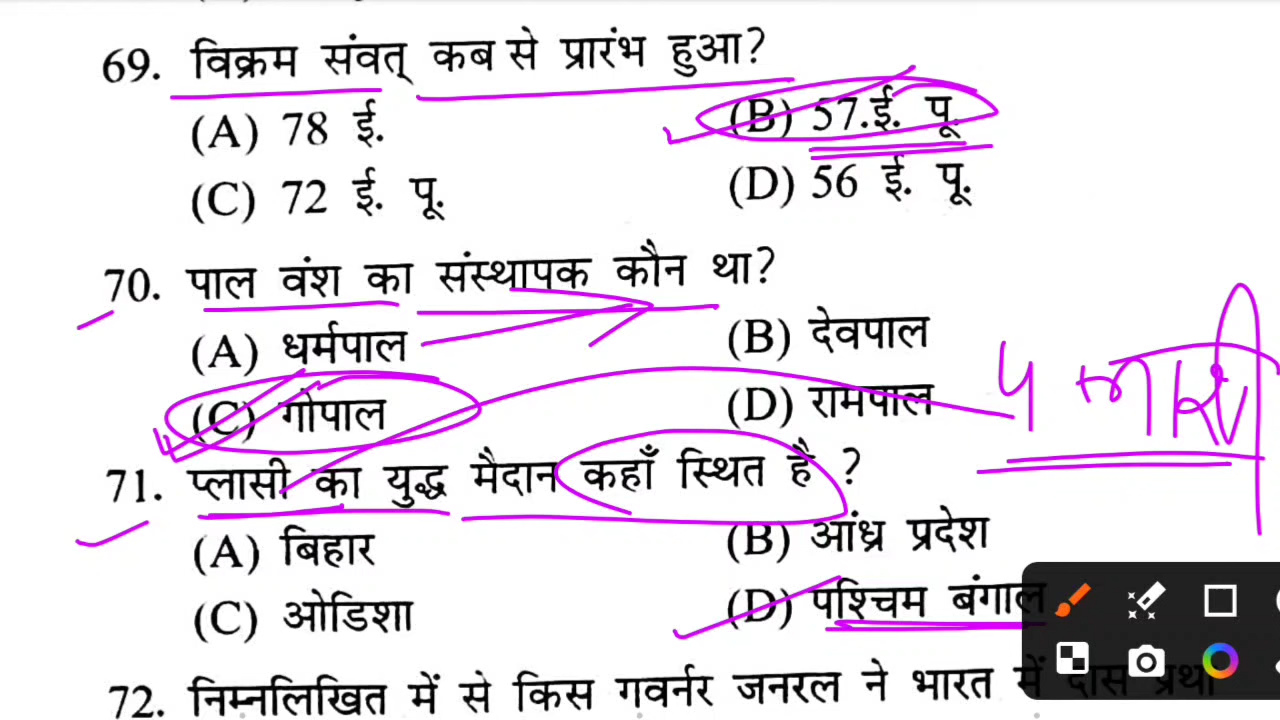 69. विक्रम संवत् कब से प्रारंभ हुआ?
(A) 78 ई. (B) 57.ई. पू.
(C) 72 ई. पू. (D) 56 ई. पू.
70. पाल वंश का संस्थापक कौन था?
(A) धर्मपाल (B) देवपाल
(C) गोपाल (D) रामपाल
71. प्लासी का युद्ध मैदान कहाँ स्थित है ?
(A) बिहार (B) आंध्र प्रदेश
(C) ओडिशा (D) पश्चिम बंगाल
72. निम्नलिखित में से किस गवर्नर जनरल ने भारत में दास प्रथा